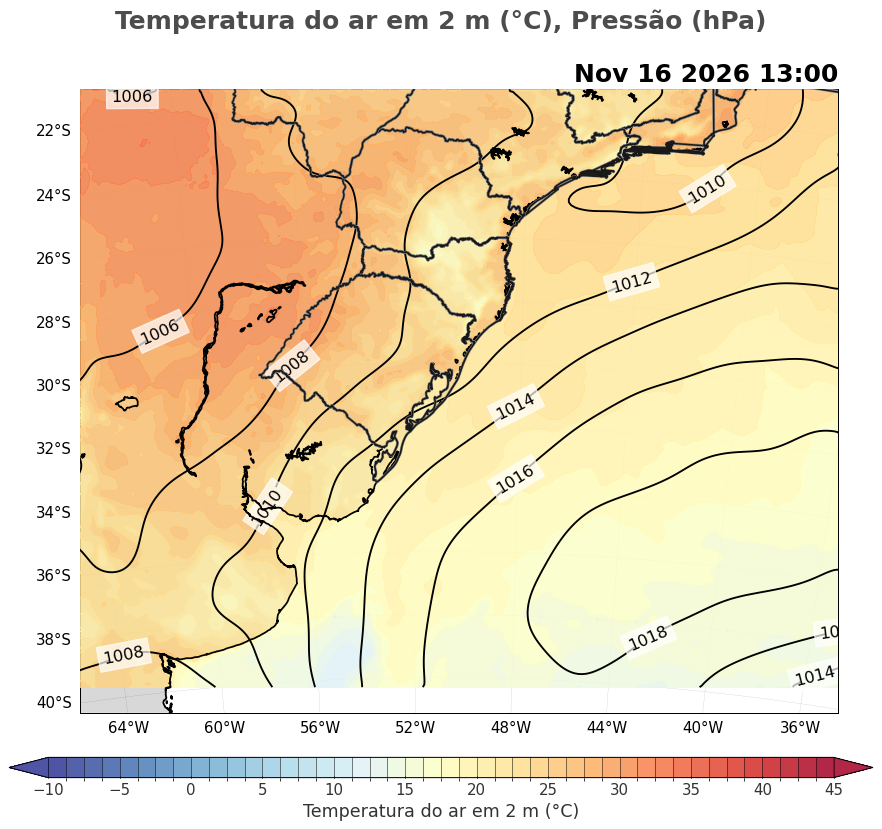 Temperatura do ar em 2 m (°C), Pressão (hPa)
Nov 16 2026 13:00
1006
22°S
24°S
26°S
28°S
30°S
32°S
34°S
36°S
38°S
40°S
1010
1012
1006
1008
1014
1016
1010
1018
10
1008
1014
64°W
60°W
56°W
52°W
48°W
44°W
40°W
36°W
−10
−5
0
5
10
15
20
25
30
35
40
45
Temperatura do ar em 2 m (°C)